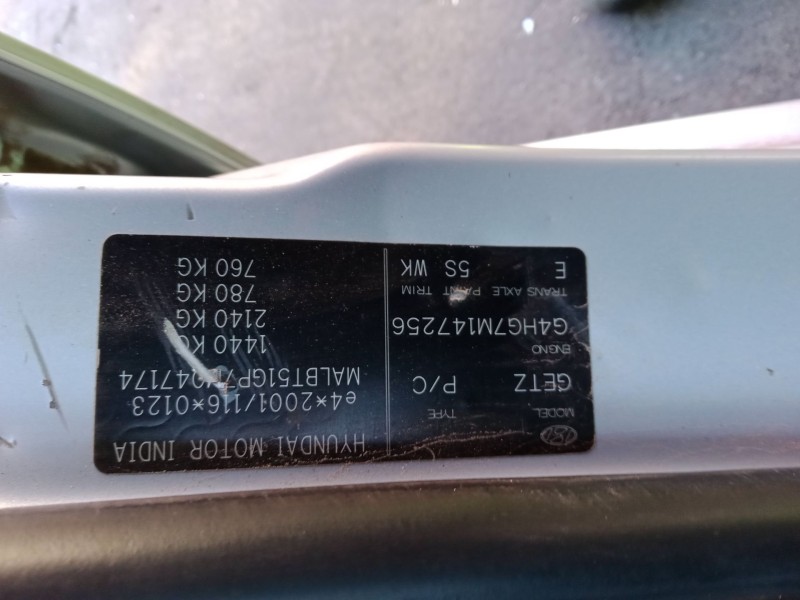 HYUNDAI MOTOR INDIA
MODEL TYPE
GETZ P/C
ENGNO
G4HG7M147256
TRANS AXLE PAINT TRIM
E 5S WK
e4*2001/116*0123
1440 KG
2140 KG
780 KG
760 KG